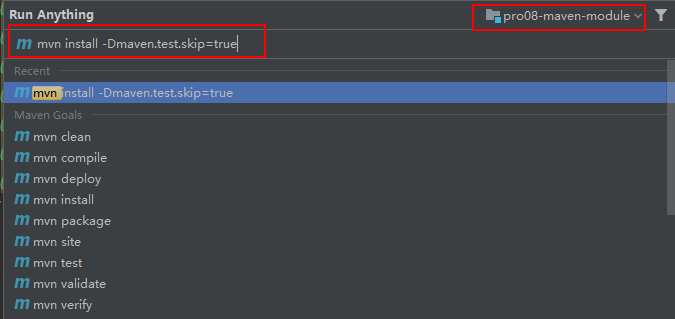 Run Anything
pro08-maven-module
m mvn install -Dmaven.test.skip=true
Recent
m mvn install -Dmaven.test.skip=true
Maven Goals
m mvn clean
m mvn compile
m mvn deploy
m mvn install
m mvn package
m mvn site
m mvn test
m mvn validate
m mvn verify